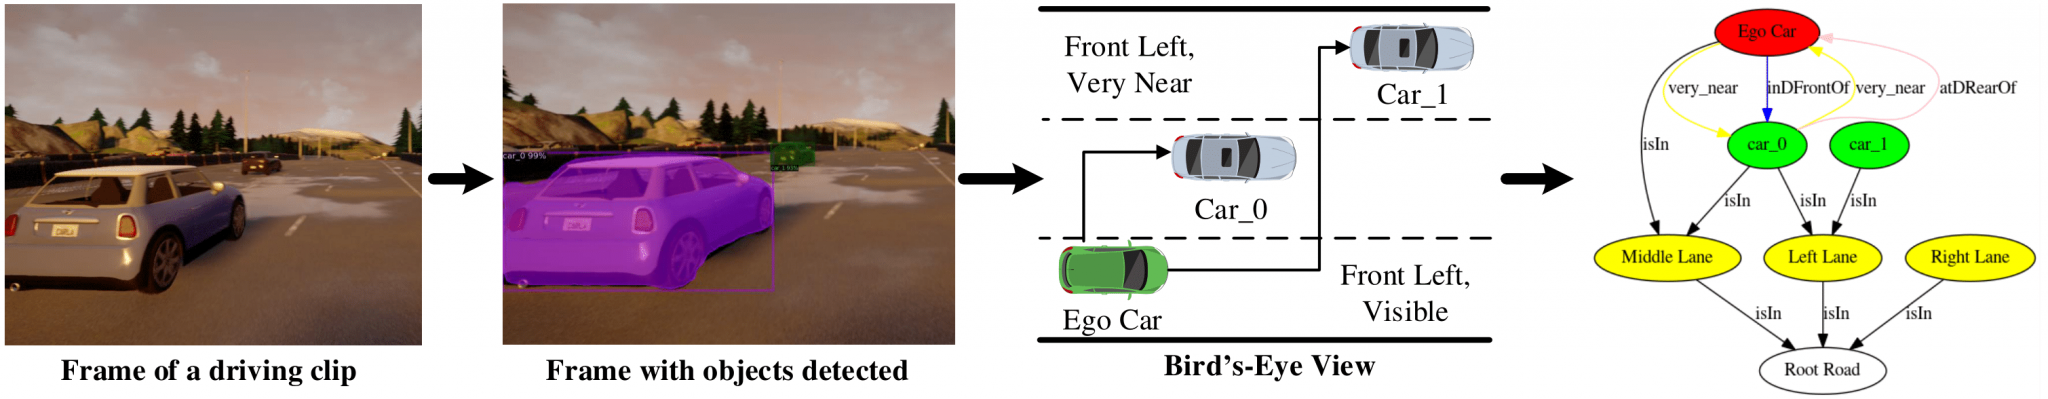 CARLA
Frame of a driving clip
car_0 99%
car_1 93%
Frame with objects detected
Front Left,
Very Near
Car_1
Car_0
Ego Car
Front Left,
Visible
Bird's-Eye View
Ego Car
very_near
inDFrontOf
very_near
atDRearOf
isIn
car_0
car_1
isIn
isIn
isIn
Middle Lane
Left Lane
Right Lane
isIn
isIn
isIn
Root Road